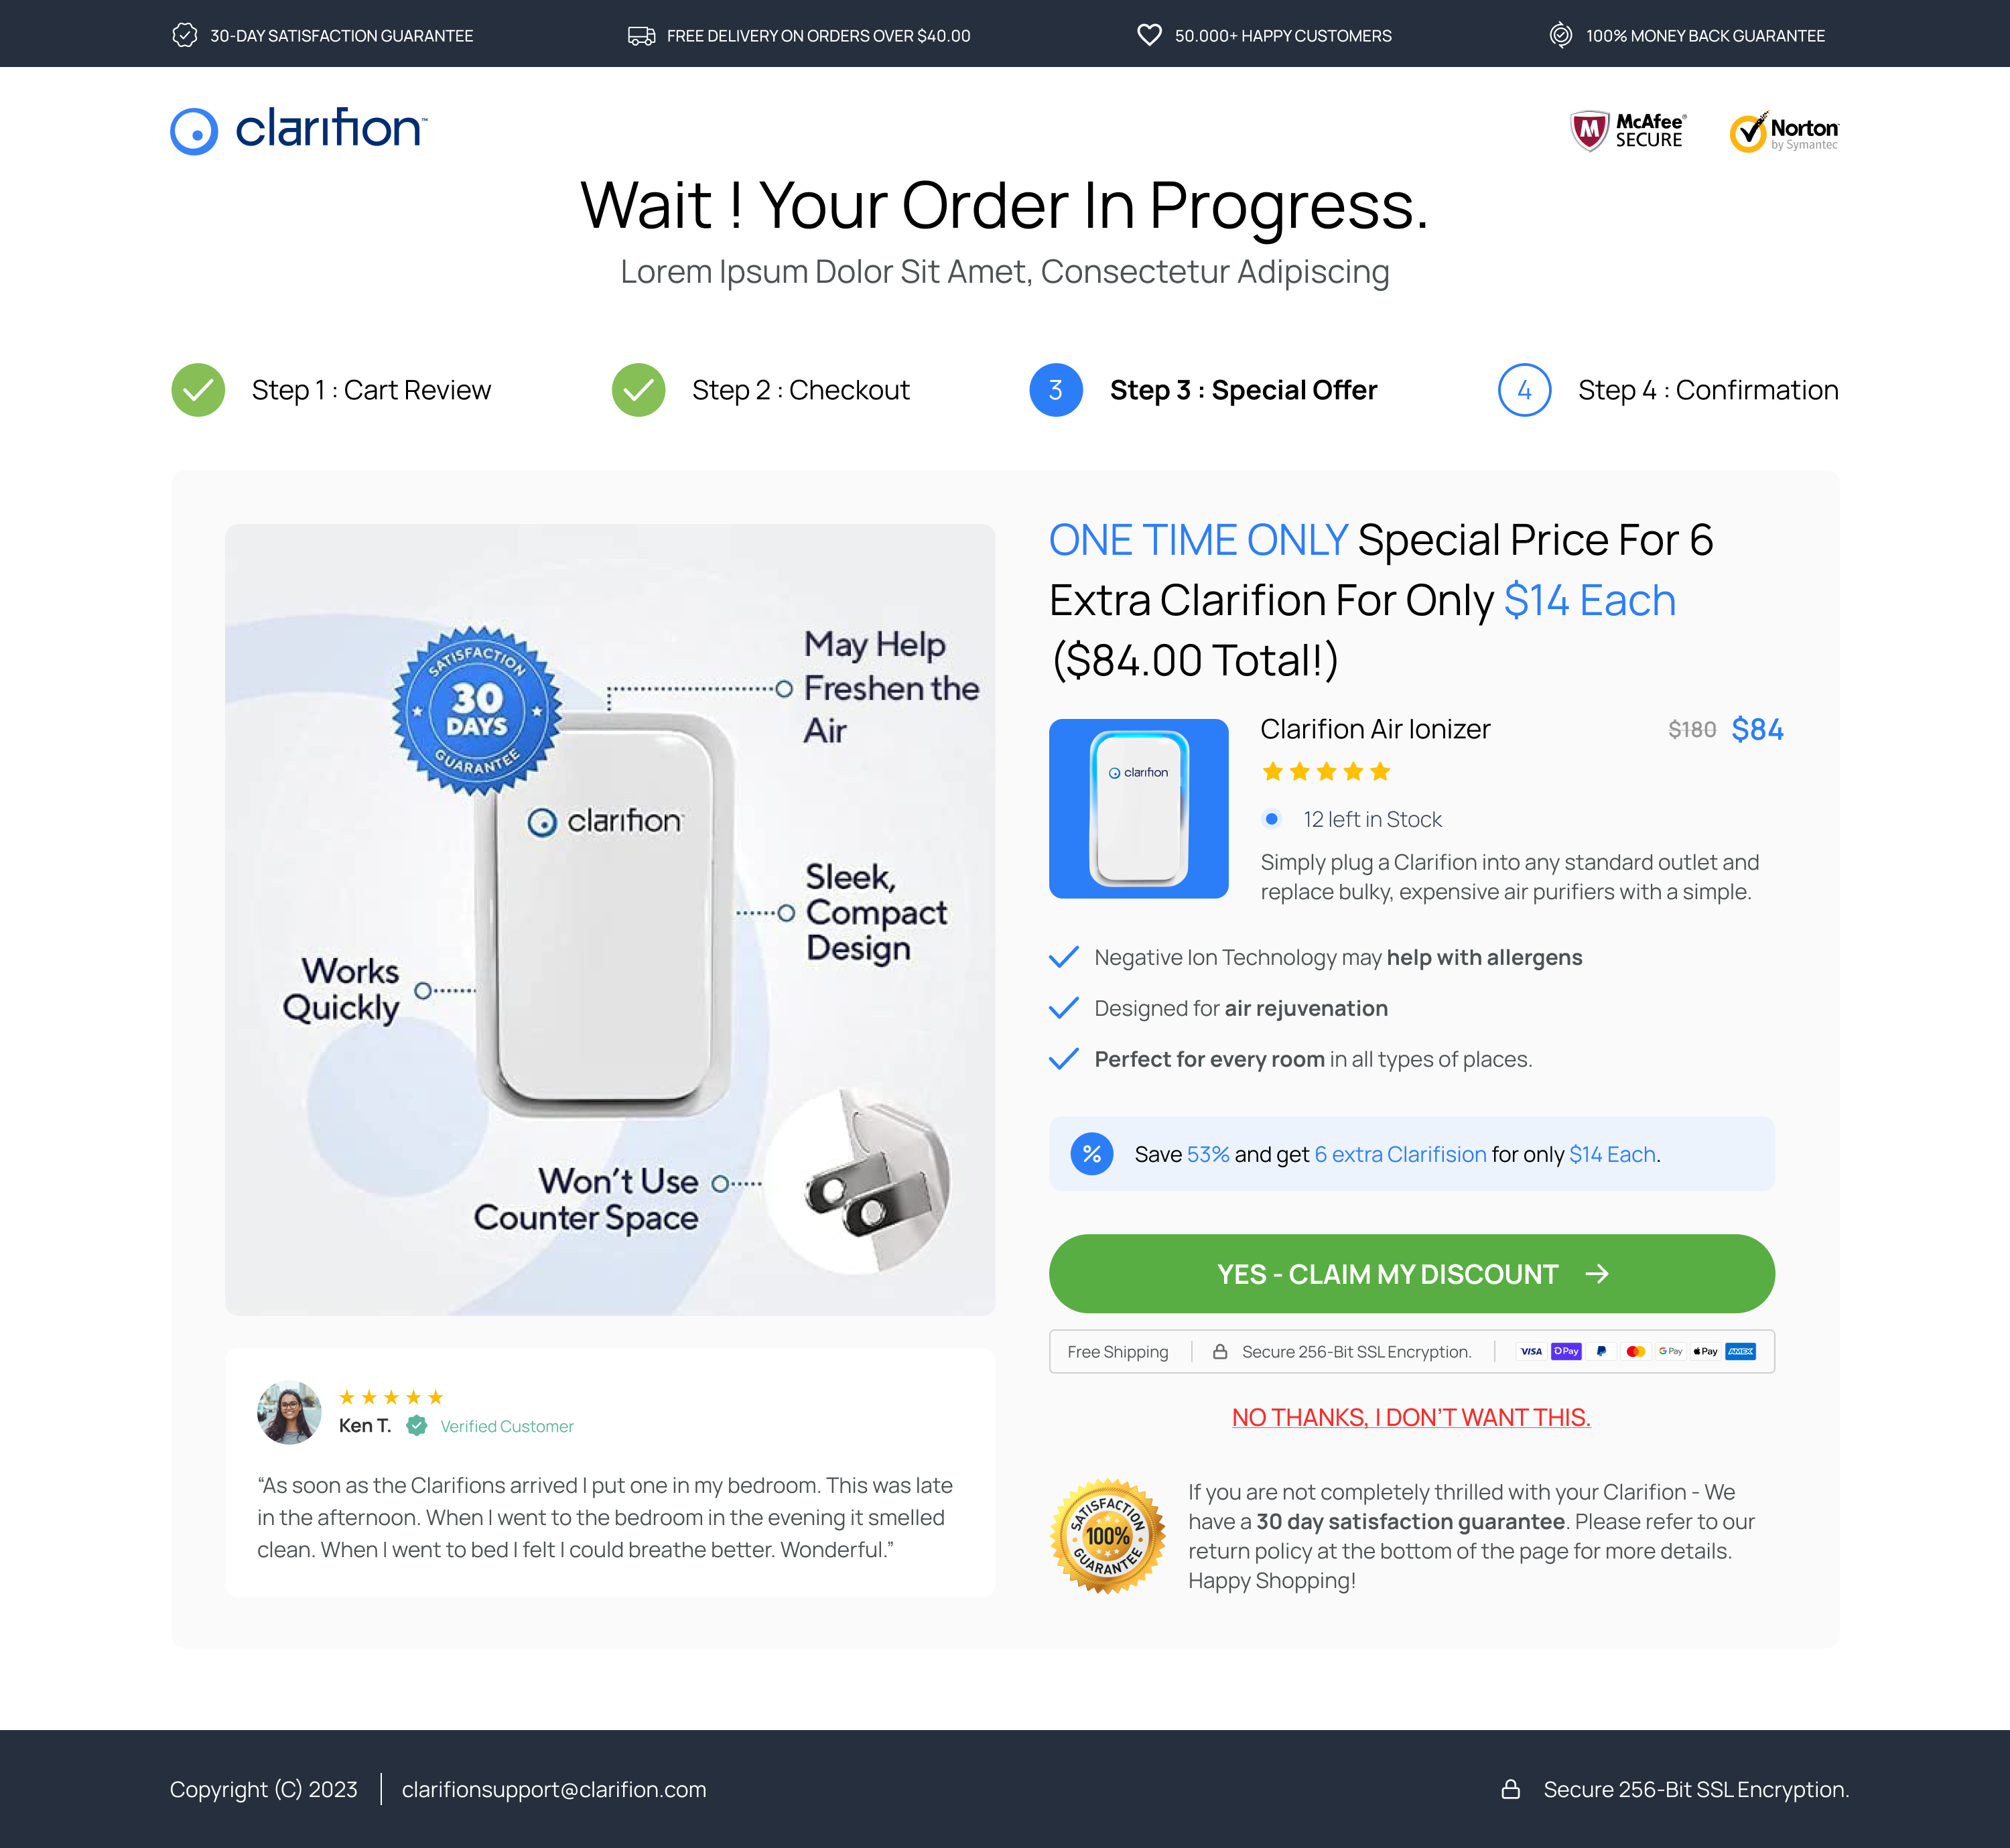 30-DAY SATISFACTION GUARANTEE
FREE DELIVERY ON ORDERS OVER $40.00
50.000+ HAPPY CUSTOMERS
100% MONEY BACK GUARANTEE
clarifion™
McAfee®
SECURE
Norton
by Symantec
Wait ! Your Order In Progress.
Lorem Ipsum Dolor Sit Amet, Consectetur Adipiscing
Step 1 : Cart Review
Step 2 : Checkout
3
Step 3 : Special Offer
4
Step 4 : Confirmation
SATISFACTION
30
DAYS
GUARANTEE
May Help
Freshen the
Air
clarifion
Sleek,
Compact
Design
Works
Quickly
Won't Use
Counter Space
Ken T.
Verified Customer
“As soon as the Clarifions arrived I put one in my bedroom. This was late
in the afternoon. When I went to the bedroom in the evening it smelled
clean. When I went to bed I felt I could breathe better. Wonderful.”
ONE TIME ONLY Special Price For 6
Extra Clarifion For Only $14 Each
($84.00 Total!)
clarifion
Clarifion Air Ionizer
$180 $84
12 left in Stock
Simply plug a Clarifion into any standard outlet and
replace bulky, expensive air purifiers with a simple.
Negative Ion Technology may help with allergens
Designed for air rejuvenation
Perfect for every room in all types of places.
% Save 53% and get 6 extra Clarifision for only $14 Each.
YES - CLAIM MY DISCOUNT
Free Shipping
Secure 256-Bit SSL Encryption.
VISA
OPay
G Pay
Pay
AMEX
NO THANKS, I DON’T WANT THIS.
SATISFACTION
100%
GUARANTEE
If you are not completely thrilled with your Clarifion - We
have a 30 day satisfaction guarantee. Please refer to our
return policy at the bottom of the page for more details.
Happy Shopping!
Copyright (C) 2023
clarifionsupport@clarifion.com
Secure 256-Bit SSL Encryption.